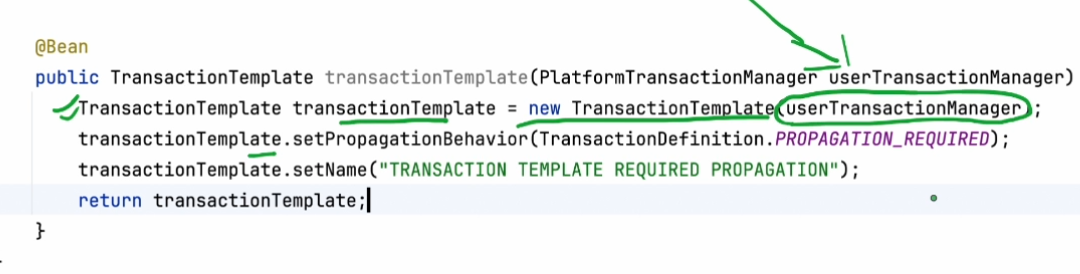 @Bean
public TransactionTemplate transactionTemplate(PlatformTransactionManager userTransactionManager)
TransactionTemplate transactionTemplate = new TransactionTemplate(userTransactionManager);
transactionTemplate.setPropagationBehavior(TransactionDefinition.PROPAGATION_REQUIRED);
transactionTemplate.setName("TRANSACTION TEMPLATE REQUIRED PROPAGATION");
return transactionTemplate;
}